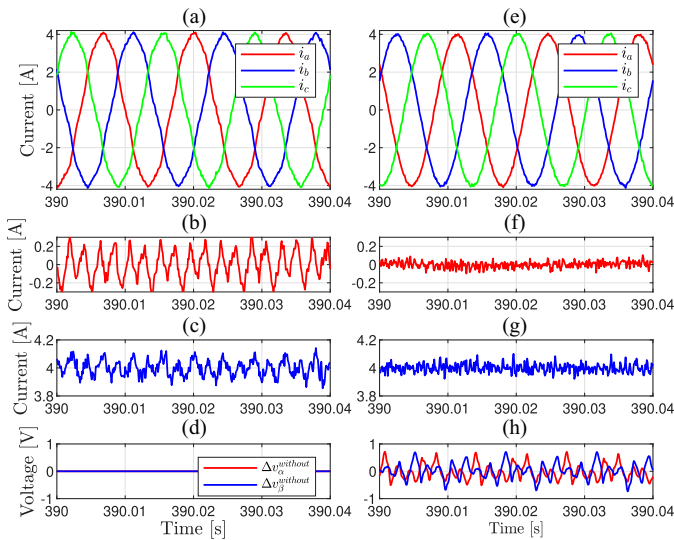 (a)
Current [A]
4
2
0
-2
-4
i_a
i_b
i_c
390 390.01 390.02 390.03 390.04
(e)
4
2
0
-2
-4
i_a
i_b
i_c
390 390.01 390.02 390.03 390.04
(b)
Current [A]
0.2
0
-0.2
390 390.01 390.02 390.03 390.04
(f)
0.2
0
-0.2
390 390.01 390.02 390.03 390.04
(c)
Current [A]
4.2
4
3.8
390 390.01 390.02 390.03 390.04
(g)
4.2
4
3.8
390 390.01 390.02 390.03 390.04
(d)
Voltage [V]
1
0
-1
Δv_α^without
Δv_β^without
390 390.01 390.02 390.03 390.04
Time [s]
(h)
1
0
-1
390 390.01 390.02 390.03 390.04
Time [s]